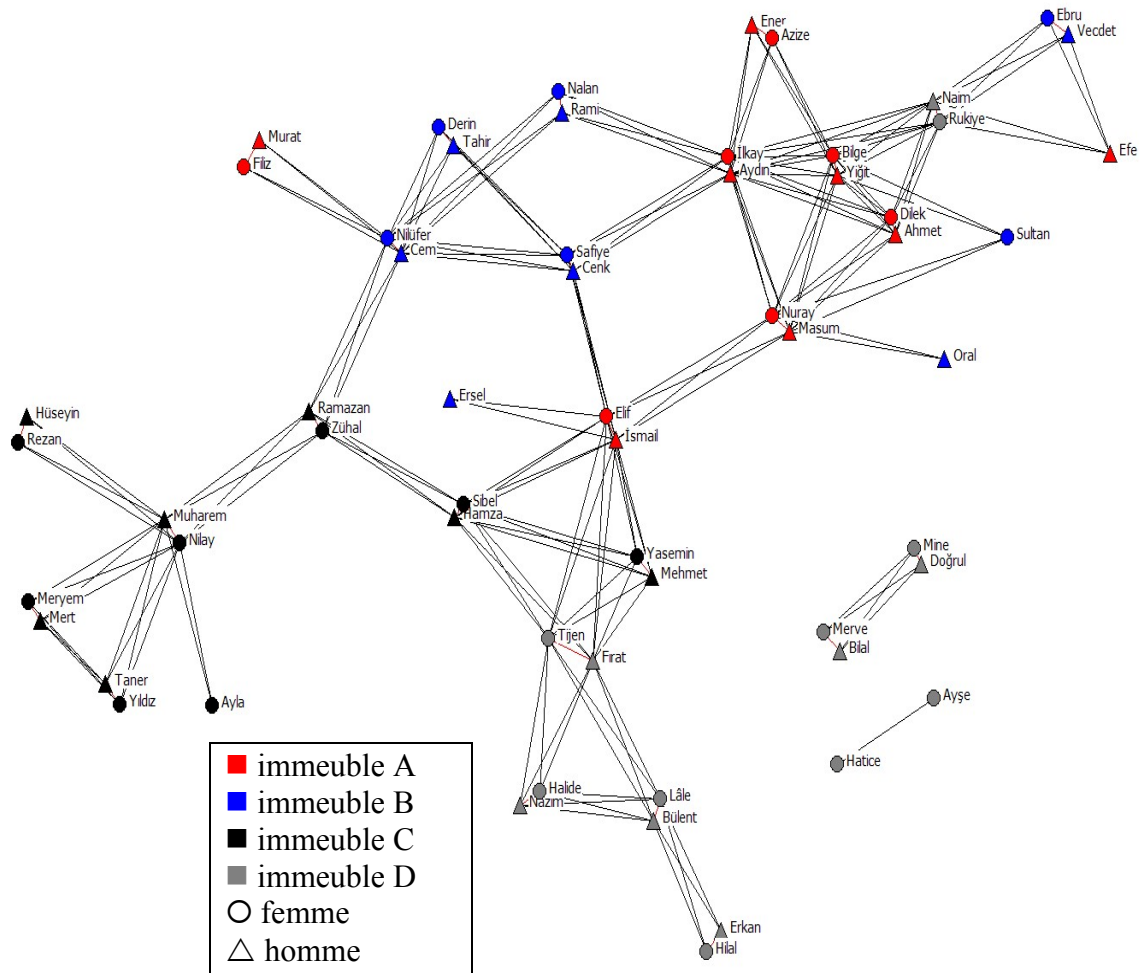 Ebru
Ener
Vecdet
Azize
Nalan
Naim
Rami
Rukiye
Derin
Murat
Tahir
Efe
İlkay
Bilge
Filiz
Aydın
Yiğit
Dilek
Ahmet
Sultan
Nilüfer
Cem
Safiye
Cenk
Nuray
Masum
Oral
Ersel
Ramazan
Elif
Hüseyin
Zühal
İsmail
Rezan
Sibel
Muharem
Hamza
Nilay
Yasemin
Mine
Mehmet
Doğrul
Meryem
Mert
Tijen
Merve
Bilal
Fırat
Taner
Yıldız
Ayla
Ayşe
Hatice
Halide
Lâle
Nazım
Bülent
Erkan
Hilal
immeuble A
immeuble B
immeuble C
immeuble D
femme
homme